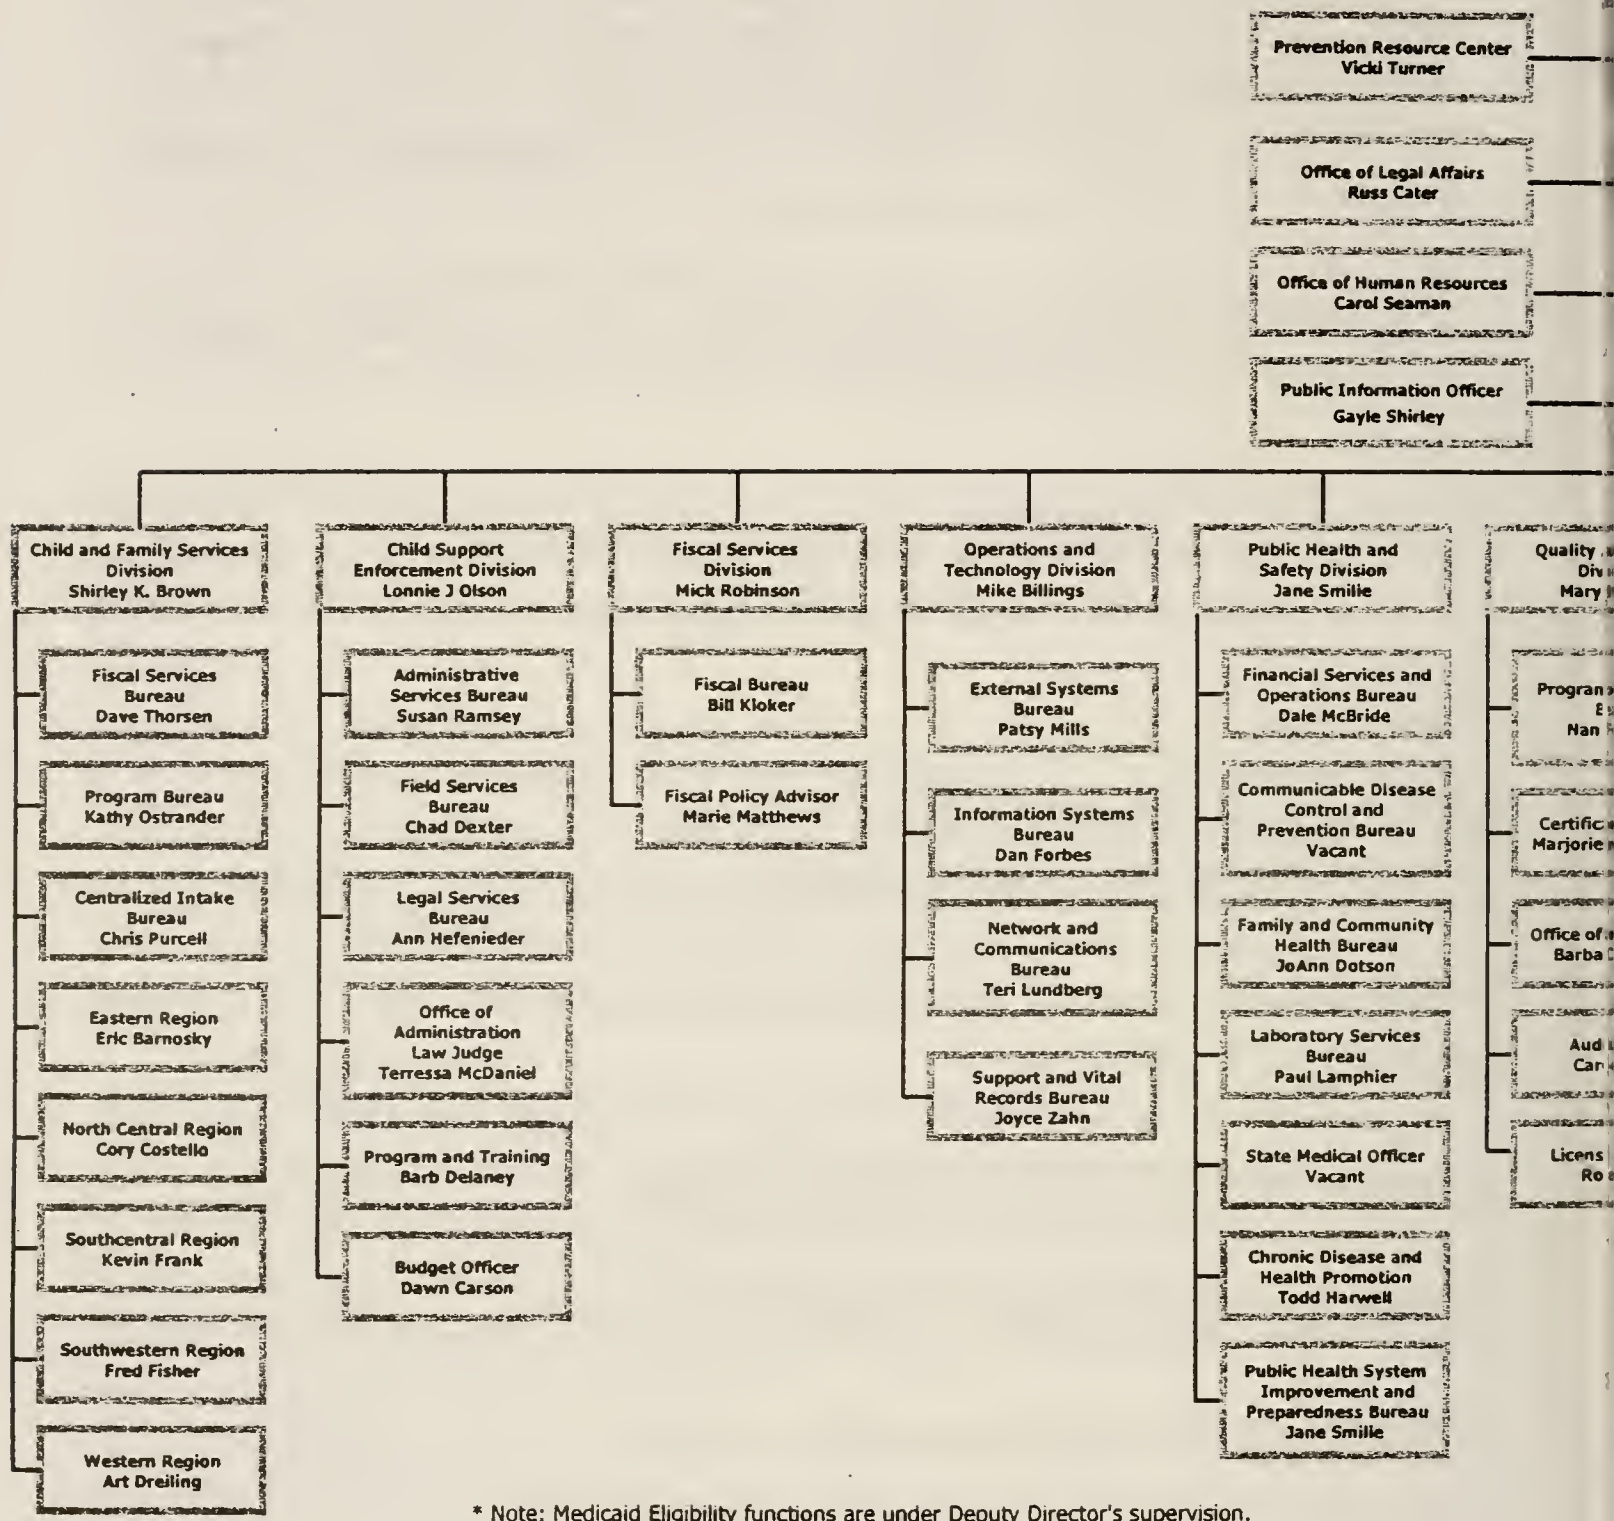 Prevention Resource Center
Vicki Turner
Office of Legal Affairs
Russ Cater
Office of Human Resources
Carol Seaman
Public Information Officer
Gayle Shirley
Child and Family Services
Division
Shirley K. Brown
Fiscal Services
Bureau
Dave Thorsen
Program Bureau
Kathy Ostrander
Centralized Intake
Bureau
Chris Purcell
Eastern Region
Eric Barnosky
North Central Region
Cory Costello
Southcentral Region
Kevin Frank
Southwestern Region
Fred Fisher
Western Region
Art Dreiling
Child Support
Enforcement Division
Lonnie J Olson
Administrative
Services Bureau
Susan Ramsey
Field Services
Bureau
Chad Dexter
Legal Services
Bureau
Ann Hefenieder
Office of
Administration
Law Judge
Terressa McDaniel
Program and Training
Barb Delaney
Budget Officer
Dawn Carson
Fiscal Services
Division
Mick Robinson
Fiscal Bureau
Bill Kloker
Fiscal Policy Advisor
Marie Matthews
Operations and
Technology Division
Mike Billings
External Systems
Bureau
Patsy Mills
Information Systems
Bureau
Dan Forbes
Network and
Communications
Bureau
Teri Lundberg
Support and Vital
Records Bureau
Joyce Zahn
Public Health and
Safety Division
Jane Smilie
Financial Services and
Operations Bureau
Dale McBride
Communicable Disease
Control and
Prevention Bureau
Vacant
Family and Community
Health Bureau
JoAnn Dotson
Laboratory Services
Bureau
Paul Lamphier
State Medical Officer
Vacant
Chronic Disease and
Health Promotion
Todd Harwell
Public Health System
Improvement and
Preparedness Bureau
Jane Smilie
Quality
Mary
Nan
Marjorie
Office of
* Note: Medicaid Eligibility functions are under Deputy Director's supervision.